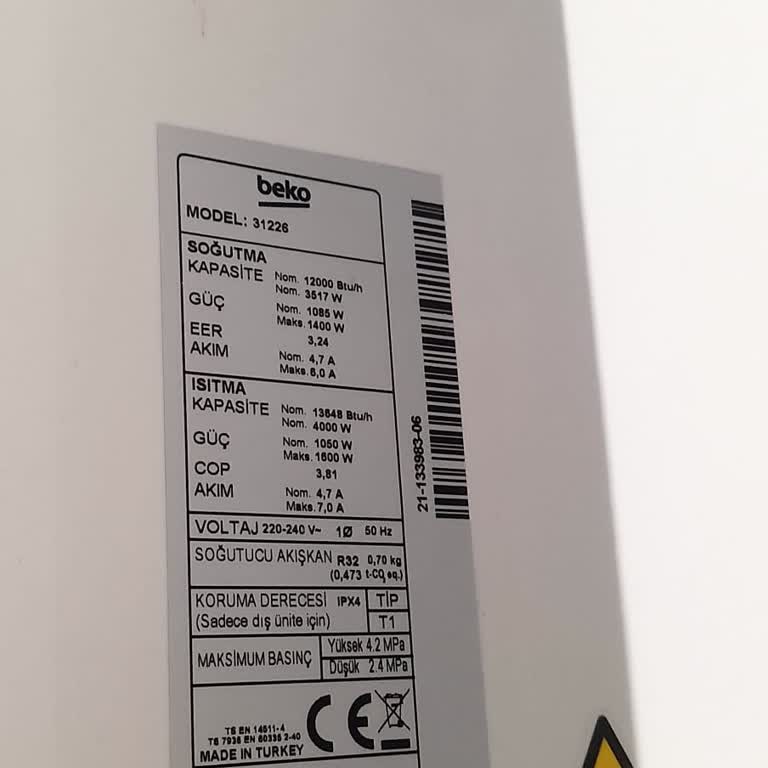 beko
MODEL: 31226
SOĞUTMA
KAPASİTE Nom. 12000 Btu/h
Nom. 3517 W
GÜÇ Nom. 1085 W
Maks. 1400 W
EER 3,24
AKIM Nom. 4,7 A
Maks. 6,0 A
ISITMA
KAPASİTE Nom. 13648 Btu/h
Nom. 4000 W
GÜÇ Nom. 1050 W
Maks. 1600 W
COP 3,81
AKIM Nom. 4,7 A
Maks. 7,0 A
VOLTAJ 220-240 V~ 1Ø 50 Hz
SOĞUTUCU AKIŞKAN R32 0,70 kg
(0,473 t-CO₂ eq.)
KORUMA DERECESİ IPX4 TİP
(Sadece dış ünite için) T1
MAKSİMUM BASINÇ Yüksek 4.2 MPa
Düşük 2.4 MPa
TS EN 14511-4
TS 7936 EN 60335 2-40
MADE IN TURKEY
CE
21-133983-06